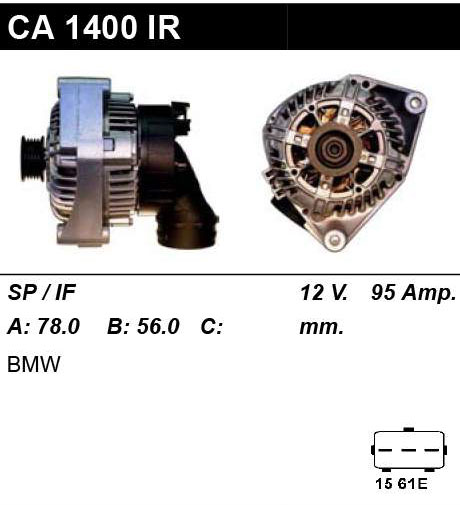 CA 1400 IR
SP / IF 12 V. 95 Amp.
A: 78.0 B: 56.0 C: mm.
BMW
15 61E